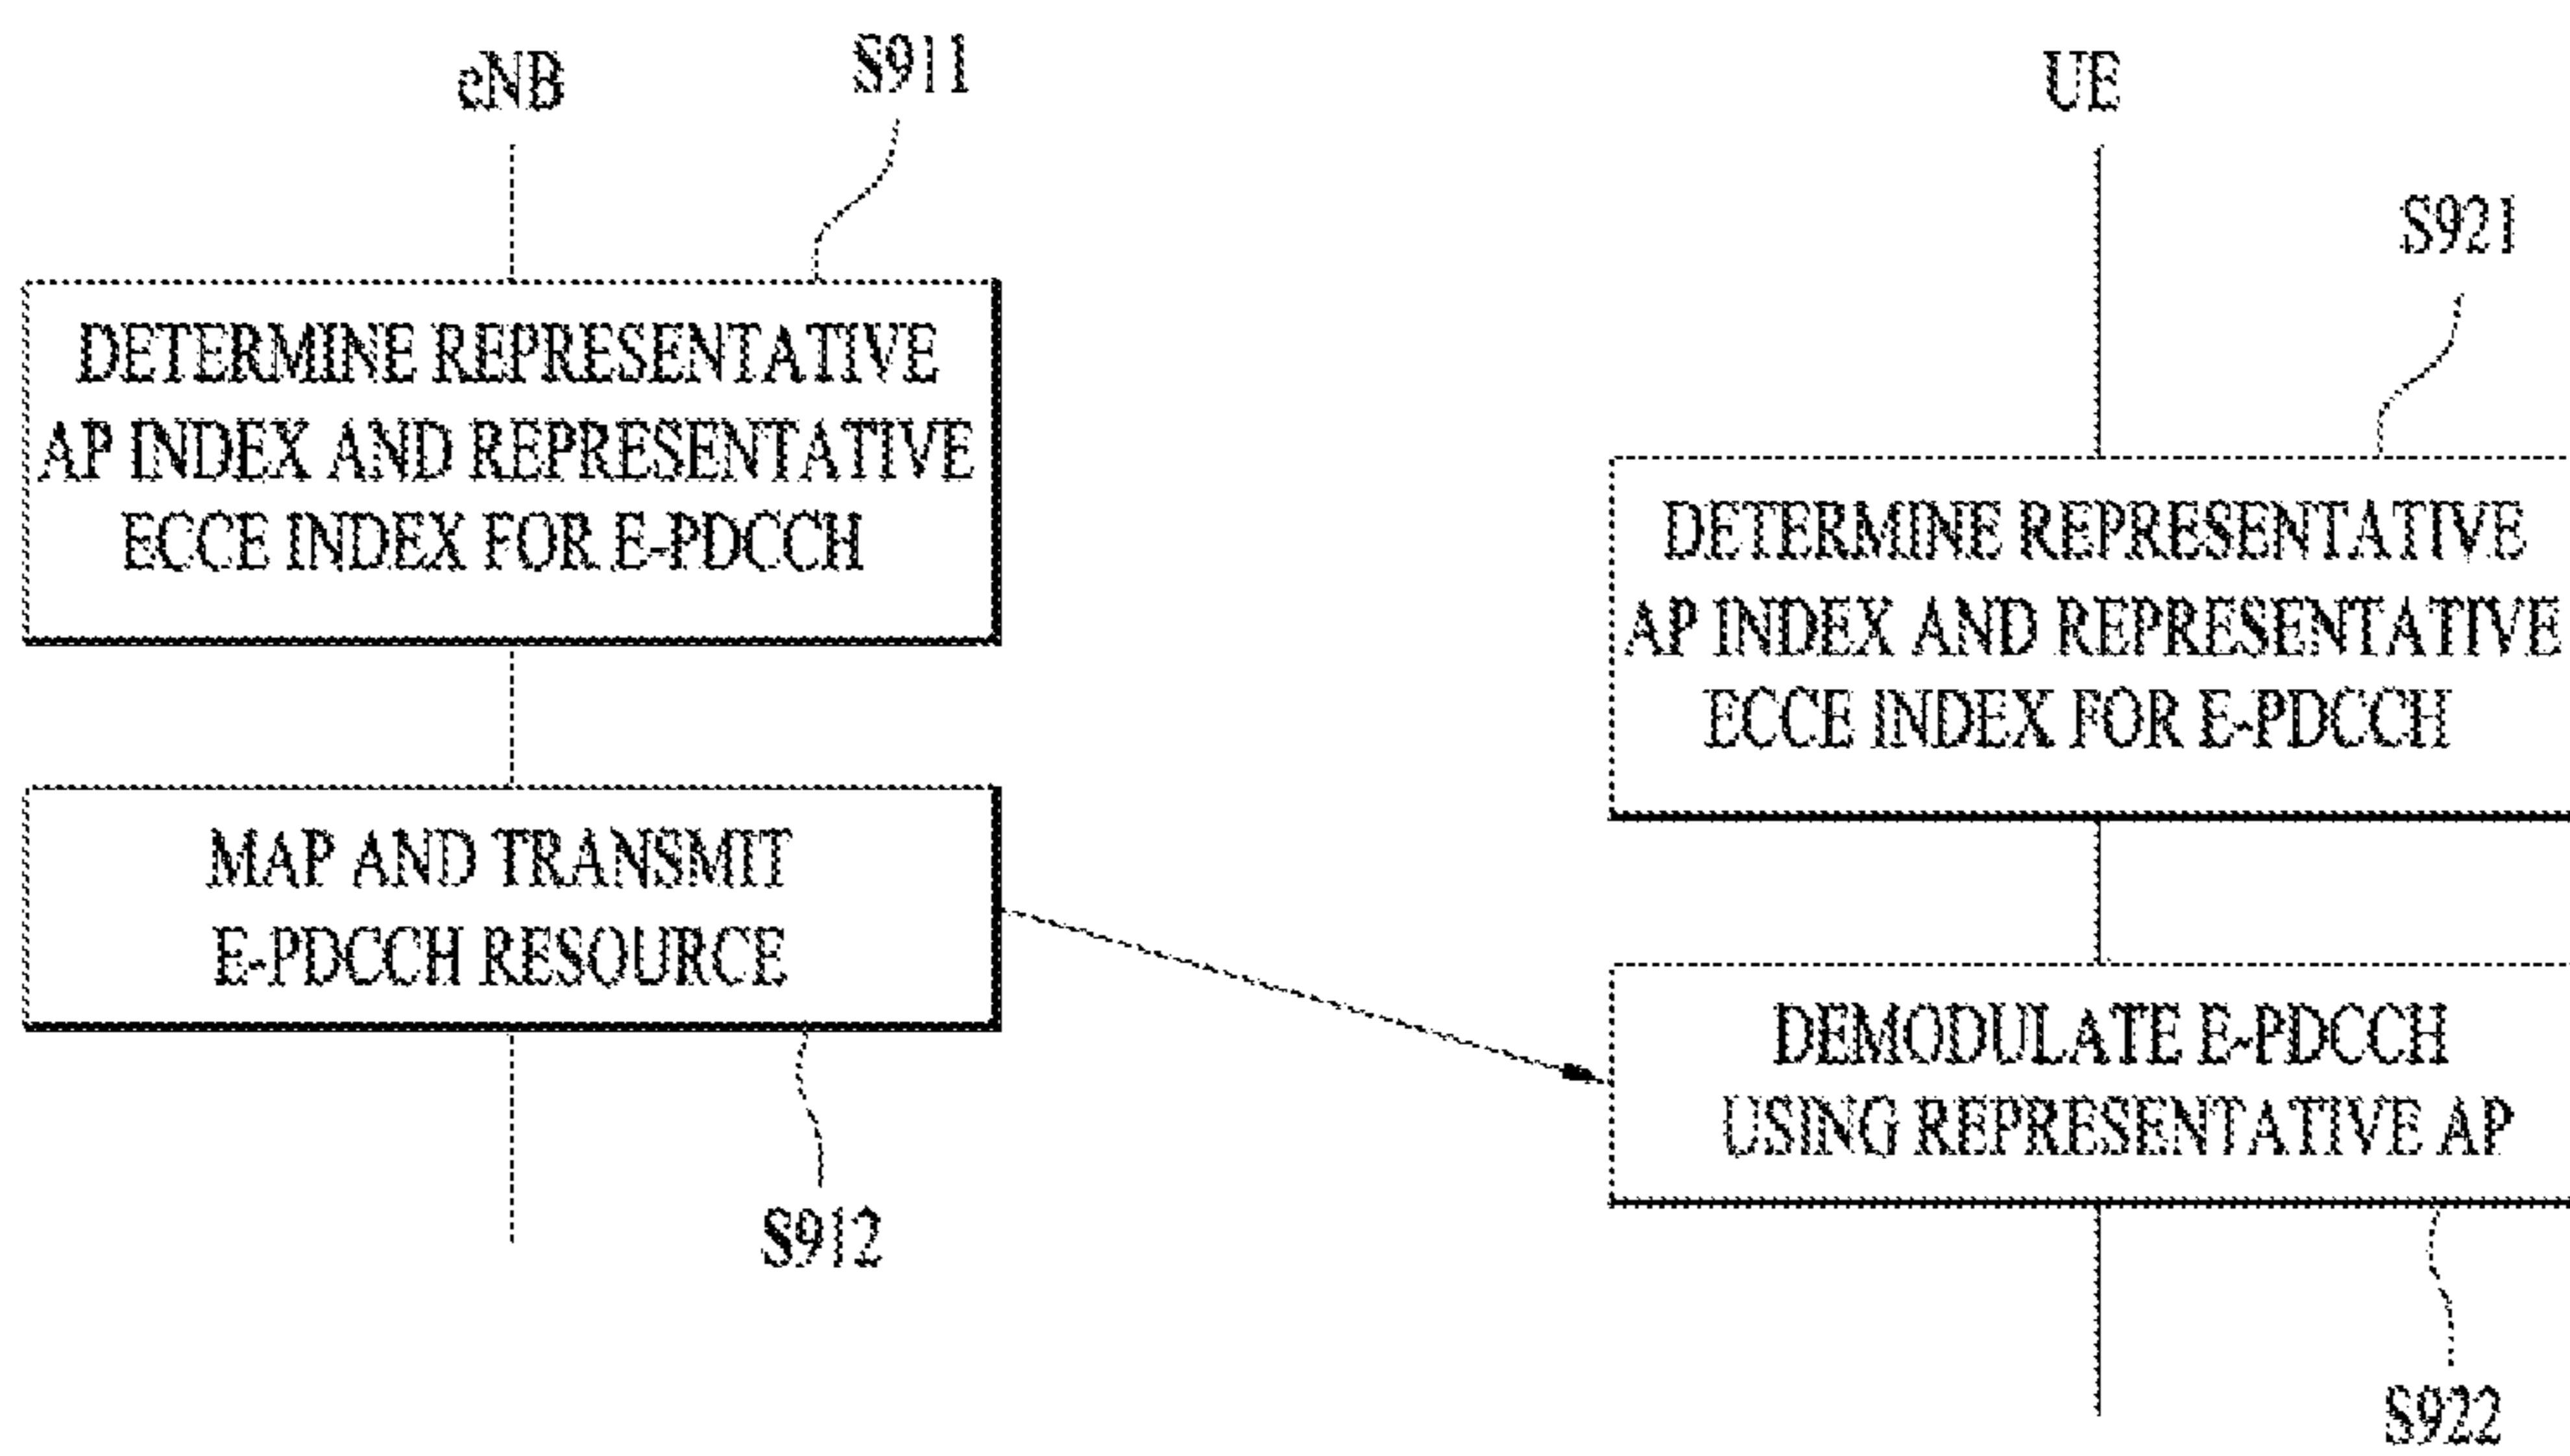 eNB
S911
DETERMINE REPRESENTATIVE
AP INDEX AND REPRESENTATIVE
ECCE INDEX FOR E-PDCCH
MAP AND TRANSMIT
E-PDCCH RESOURCE
S912
UE
S921
DETERMINE REPRESENTATIVE
AP INDEX AND REPRESENTATIVE
ECCE INDEX FOR E-PDCCH
DEMODULATE E-PDCCH
USING REPRESENTATIVE AP
S922